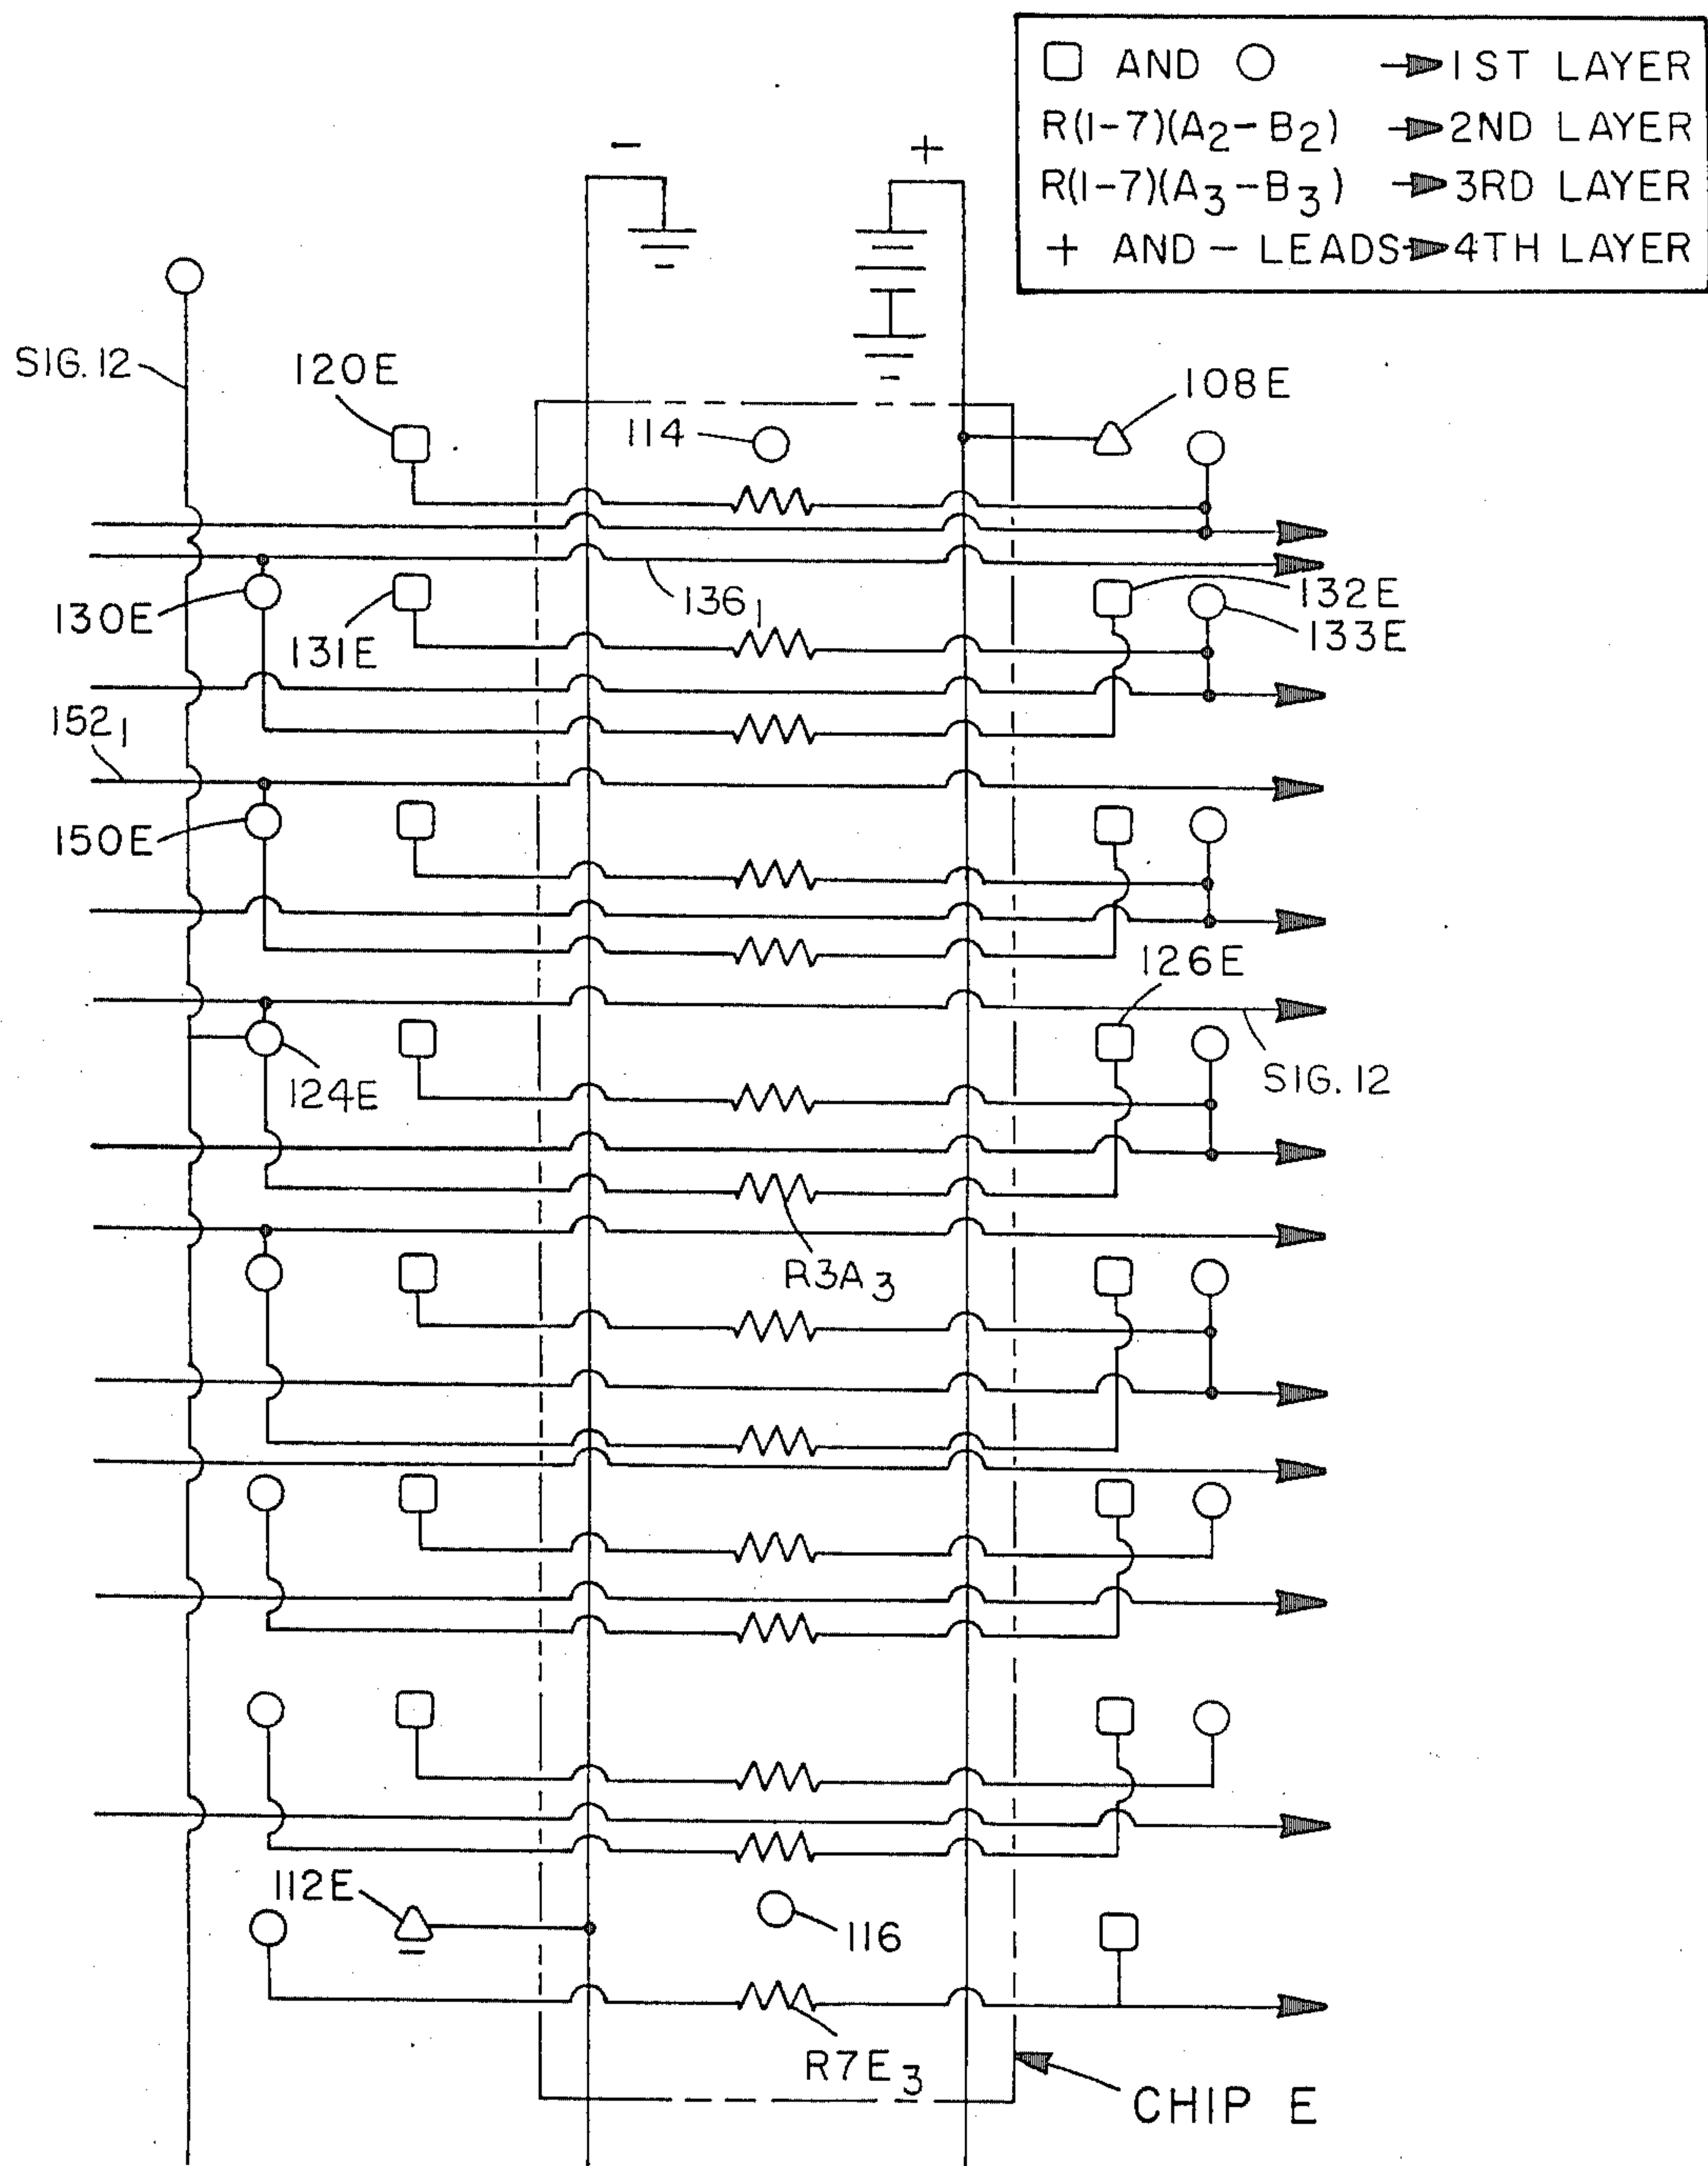 □ AND ○ → 1ST LAYER
R(1-7)(A2-B2) → 2ND LAYER
R(1-7)(A3-B3) → 3RD LAYER
+ AND - LEADS → 4TH LAYER
- +
SIG. 12
120E
114
108E
130E
131E
136₁
132E
133E
152₁
150E
126E
124E
SIG. 12
R3A3
112E
116
R7E3
CHIP E